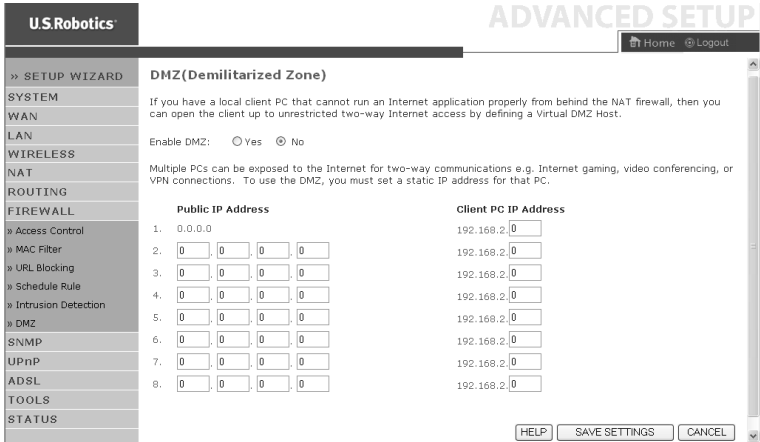 U.S.Robotics
ADVANCED SETUP
Home Logout
» SETUP WIZARD
SYSTEM
WAN
LAN
WIRELESS
NAT
ROUTING
FIREWALL
» Access Control
» MAC Filter
» URL Blocking
» Schedule Rule
» Intrusion Detection
» DMZ
SNMP
UPnP
ADSL
TOOLS
STATUS
DMZ(Demilitarized Zone)
If you have a local client PC that cannot run an Internet application properly from behind the NAT firewall, then you
can open the client up to unrestricted two-way Internet access by defining a Virtual DMZ Host.
Enable DMZ: Yes No
Multiple PCs can be exposed to the Internet for two-way communications e.g. Internet gaming, video conferencing, or
VPN connections. To use the DMZ, you must set a static IP address for that PC.
Public IP Address Client PC IP Address
1. 0.0.0.0 192.168.2. 0
2. 0 . 0 . 0 . 0 192.168.2. 0
3. 0 . 0 . 0 . 0 192.168.2. 0
4. 0 . 0 . 0 . 0 192.168.2. 0
5. 0 . 0 . 0 . 0 192.168.2. 0
6. 0 . 0 . 0 . 0 192.168.2. 0
7. 0 . 0 . 0 . 0 192.168.2. 0
8. 0 . 0 . 0 . 0 192.168.2. 0
HELP SAVE SETTINGS CANCEL